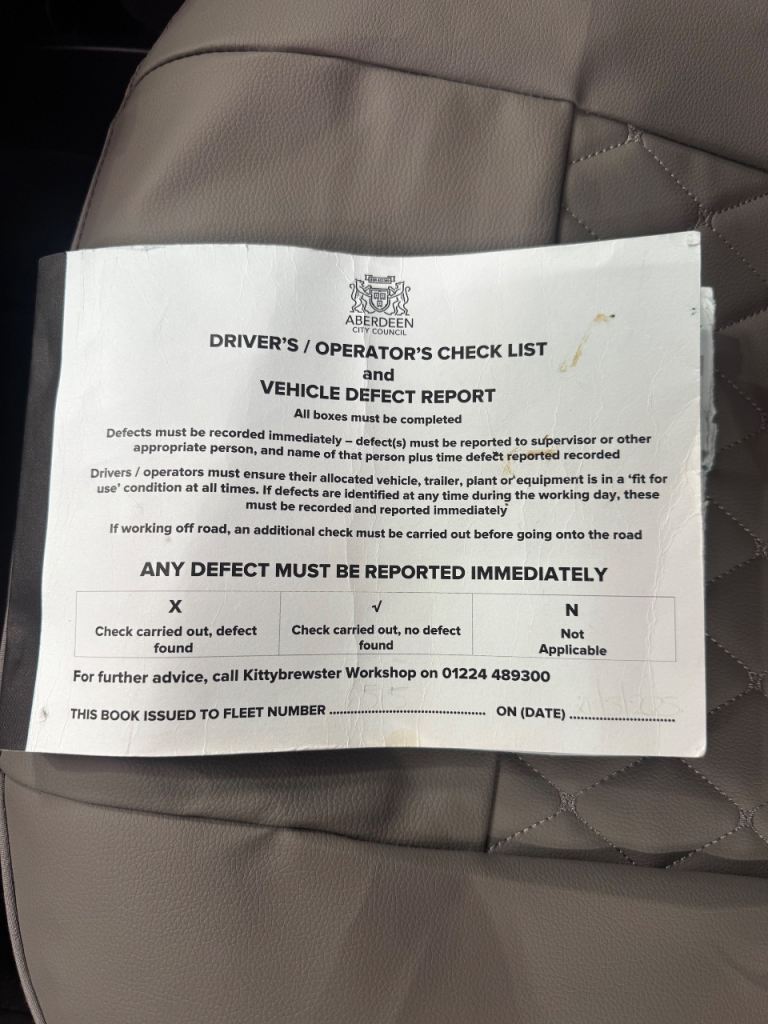 ABERDEEN
CITY COUNCIL
DRIVER'S / OPERATOR'S CHECK LIST
and
VEHICLE DEFECT REPORT
All boxes must be completed
Defects must be recorded immediately – defect(s) must be reported to supervisor or other
appropriate person, and name of that person plus time defect reported recorded
Drivers / operators must ensure their allocated vehicle, trailer, plant or equipment is in a 'fit for
use' condition at all times. If defects are identified at any time during the working day, these
must be recorded and reported immediately
If working off road, an additional check must be carried out before going onto the road
ANY DEFECT MUST BE REPORTED IMMEDIATELY
X
Check carried out, defect
found
√
Check carried out, no defect
found
N
Not
Applicable
For further advice, call Kittybrewster Workshop on 01224 489300
THIS BOOK ISSUED TO FLEET NUMBER ................................................ ON (DATE) ................................